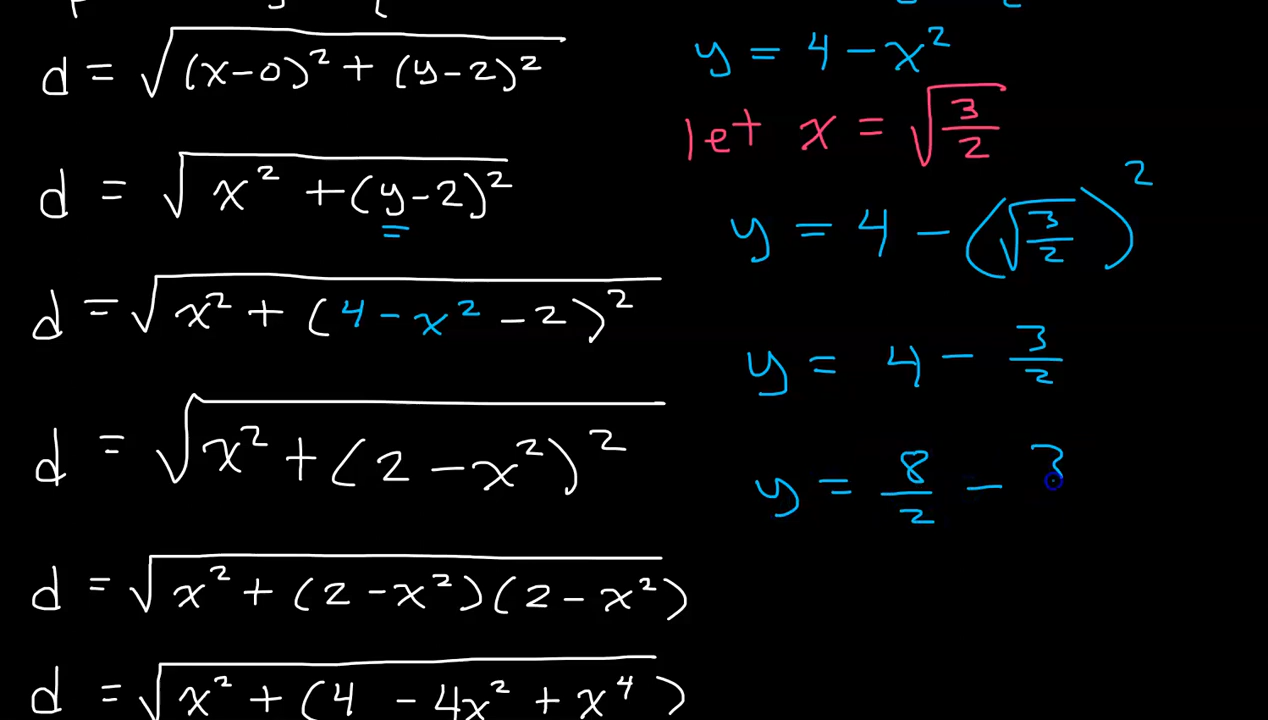 d = √((x-0)² + (y-2)²)
d = √(x² + (y-2)²)
d = √(x² + (4-x²-2)²)
d = √(x² + (2-x²)²)
d = √(x² + (2-x²)(2-x²))
d = √(x² + (4 - 4x² + x⁴))
y = 4 - x²
let x = √(3/2)
y = 4 - (√(3/2))²
y = 4 - 3/2
y = 8/2 - 3